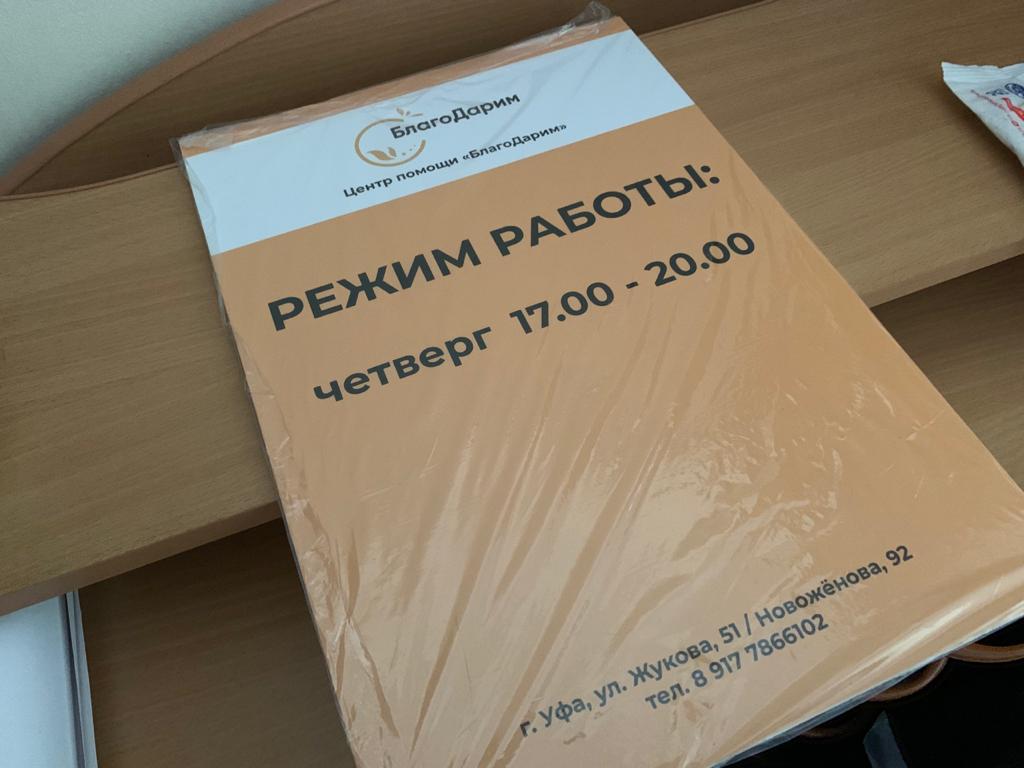 БлагоДарим
Центр помощи «БлагоДарим»
РЕЖИМ РАБОТЫ:
четверг 17.00 - 20.00
г. Уфа, ул. Жукова, 51 / Новожёнова, 92
тел. 8 917 7866102